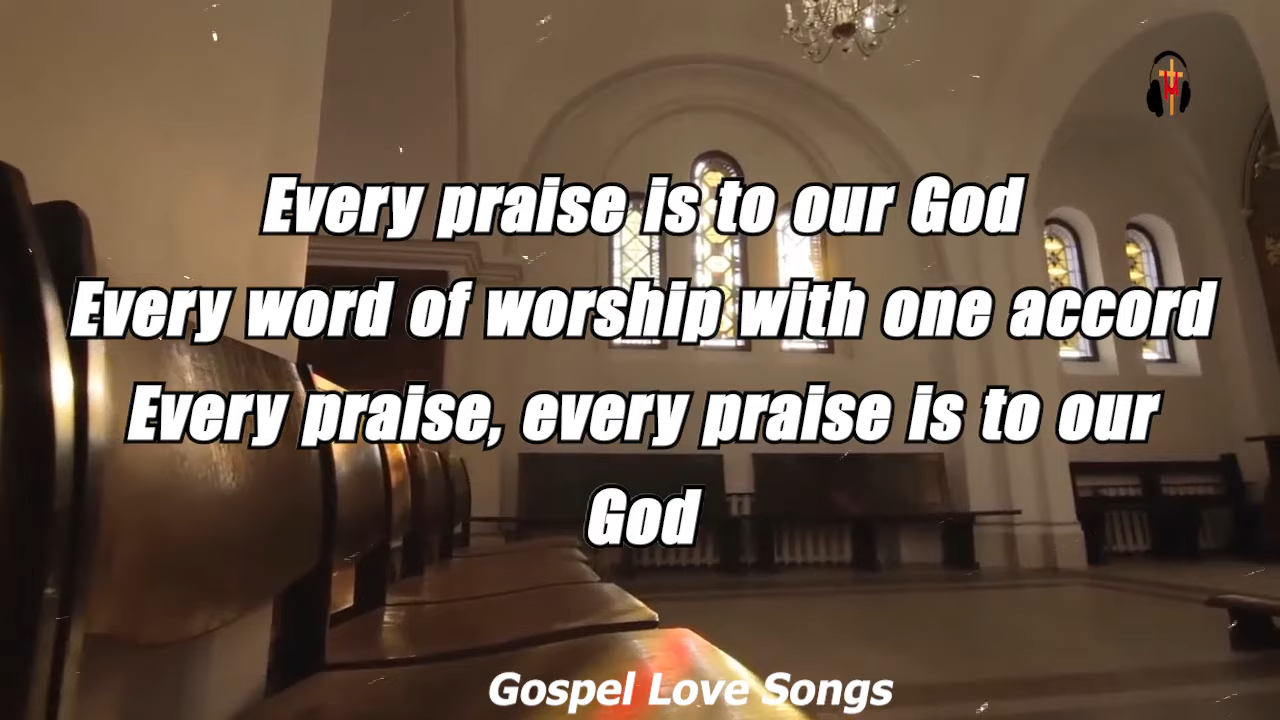 Every praise is to our God
Every word of worship with one accord
Every praise, every praise is to our
God
Gospel Love Songs